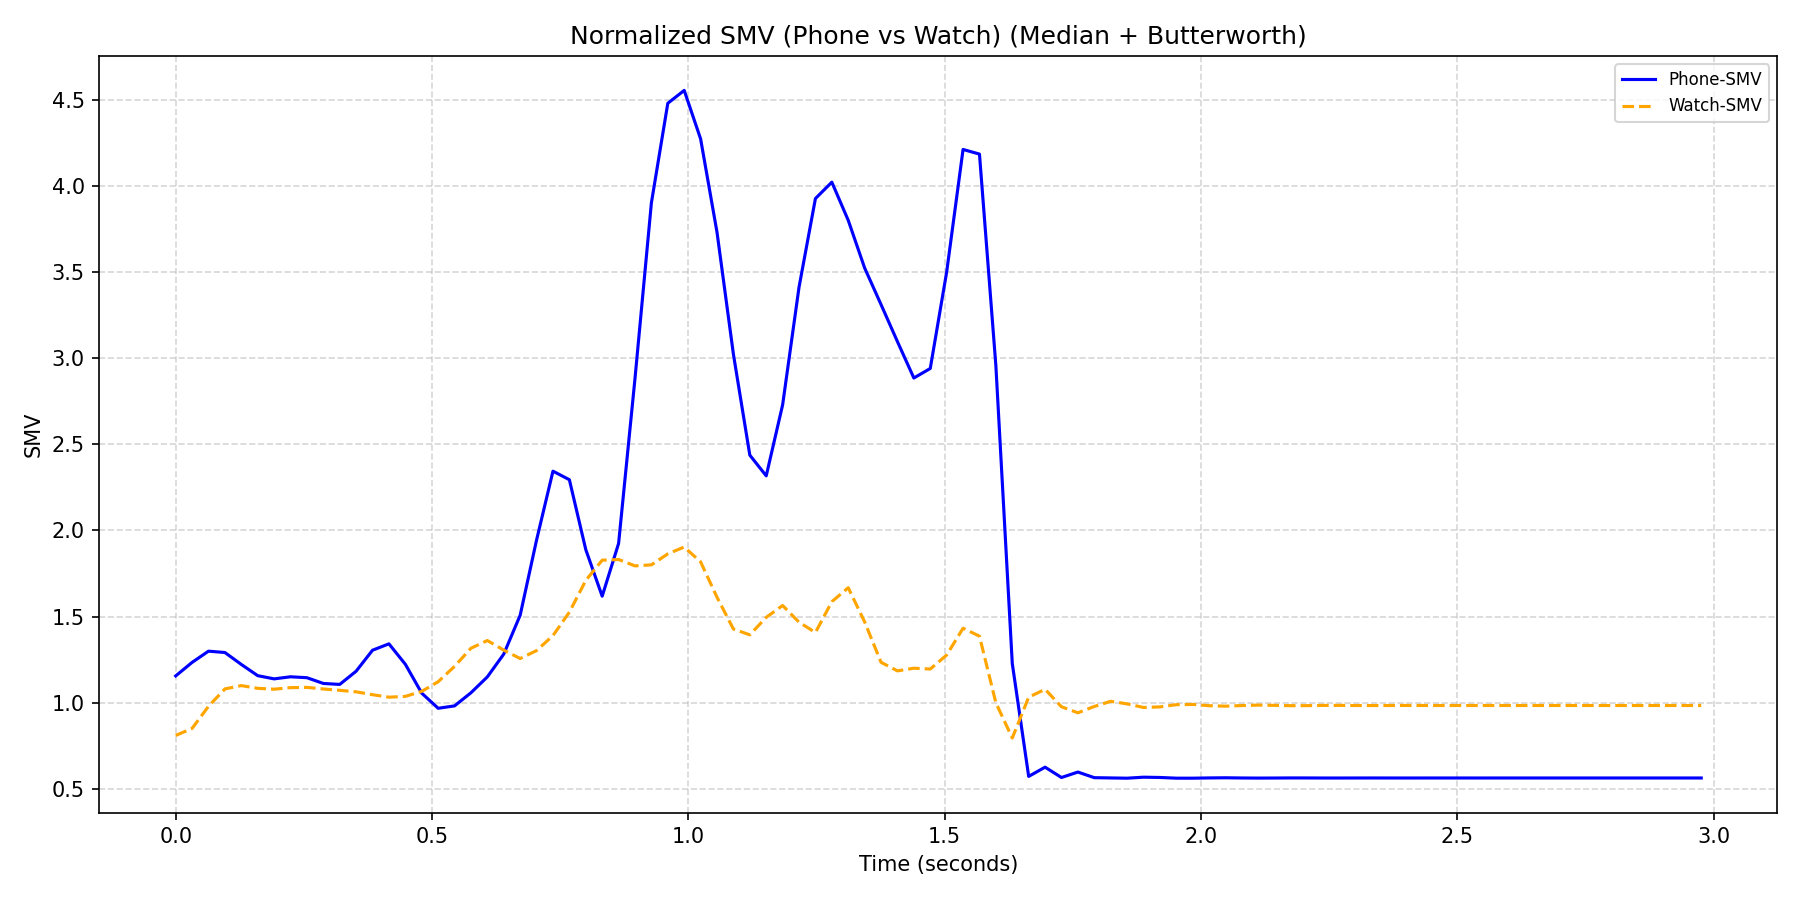 Normalized SMV (Phone vs Watch) (Median + Butterworth)
Phone-SMV
Watch-SMV
4.5
4.0
3.5
3.0
2.5
2.0
1.5
1.0
0.5
SMV
0.0 0.5 1.0 1.5 2.0 2.5 3.0
Time (seconds)